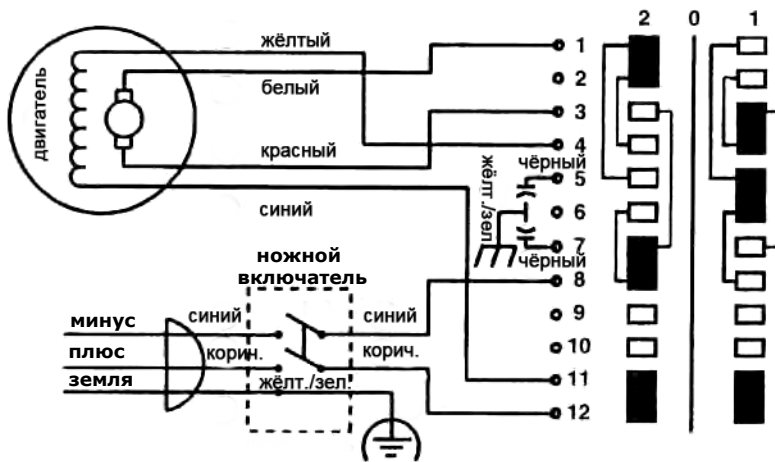 2 0 1
жёлтый
1
белый
2
двигатель
3
красный
4
чёрный
жёлт./зел.
5
синий
6
7
чёрный
ножной
включатель
8
синий
синий
9
минус
плюс
корич.
корич.
10
земля
жёлт./зел.
11
12